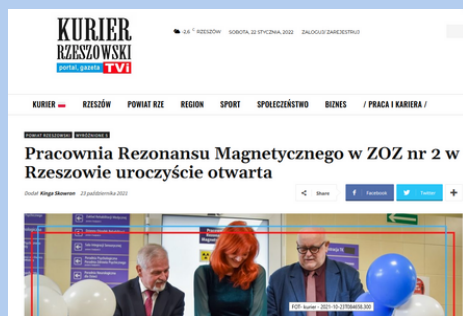 KURIER
RZESZOWSKI
portal, gazeta TVi
-2,6 ° RZESZÓW SOBOTA, 22 STYCZNIA, 2022 ZALOGUJ/ ZAREJESTRUJ
KURIER RZESZÓW POWIAT RZE REGION SPORT SPOŁECZEŃSTWO BIZNES / PRACA I KARIERA /
POWIAT RZESZOWSKI WYRÓŻNIONE 5
Pracownia Rezonansu Magnetycznego w ZOZ nr 2 w
Rzeszowie uroczyście otwarta
Dodał Kinga Skowron 23 października 2021
Share Facebook Twitter
FOT- kurier - 2021-10-23T084658.300